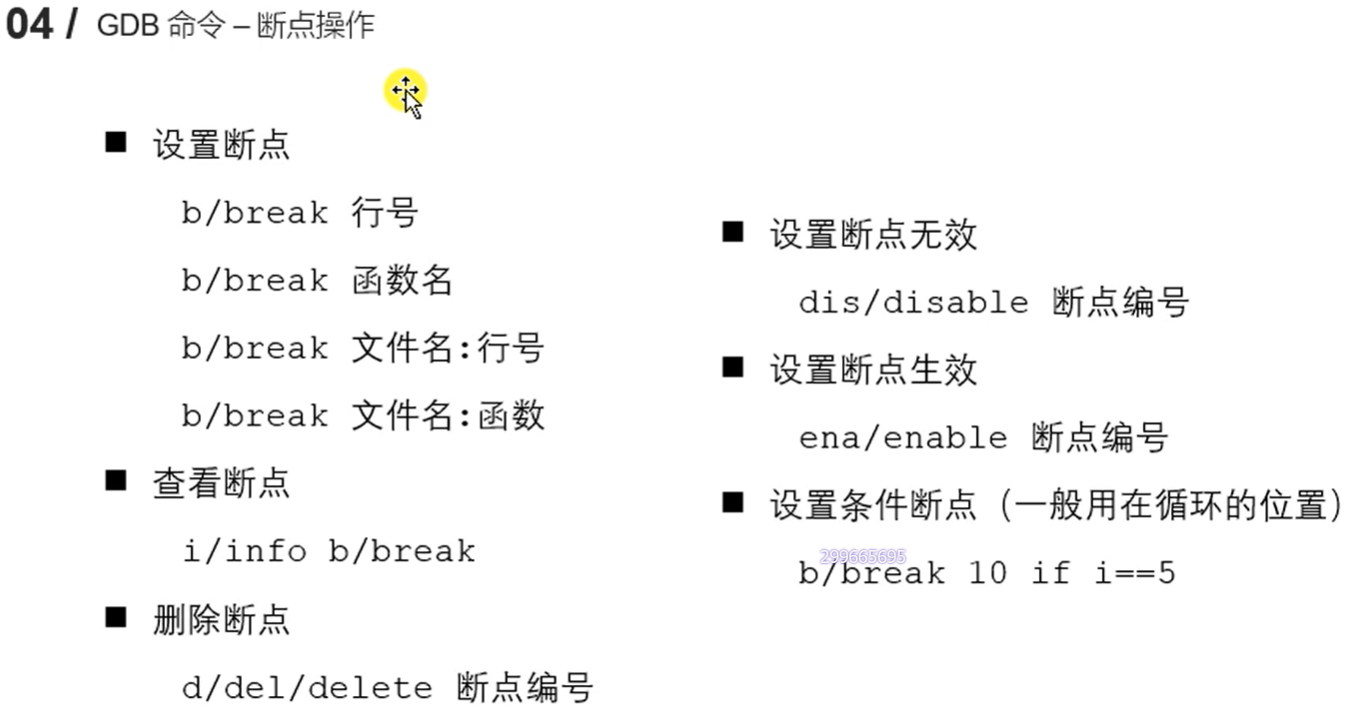 04 / GDB 命令 – 断点操作
■ 设置断点
b/break 行号
b/break 函数名
b/break 文件名:行号
b/break 文件名:函数
■ 查看断点
i/info b/break
■ 删除断点
d/del/delete 断点编号
■ 设置断点无效
dis/disable 断点编号
■ 设置断点生效
ena/enable 断点编号
■ 设置条件断点（一般用在循环的位置）
299665695
b/break 10 if i==5